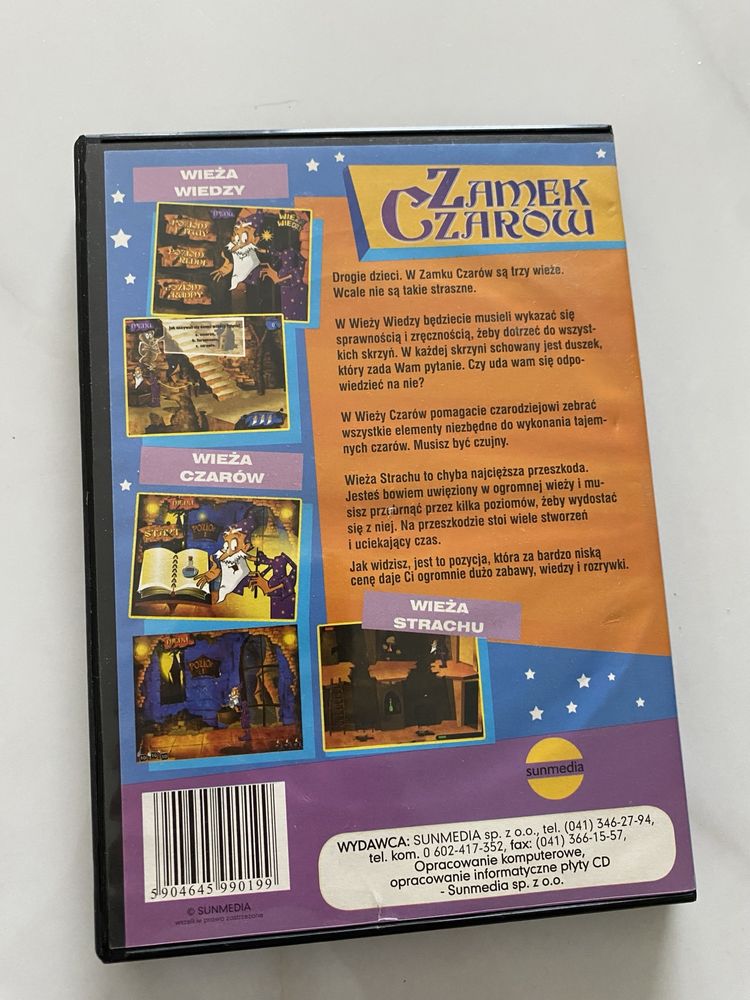 WIEŻA
WIEDZY
ZAMEK
CZARÓW
Drogie dzieci. W Zamku Czarów są trzy wieże.
Wcale nie są takie straszne.
W Wieży Wiedzy będziecie musieli wykazać się
sprawnością i zręcznością, żeby dotrzeć do wszyst-
kich skrzyń. W każdej skrzyni schowany jest duszek,
który zada Wam pytanie. Czy uda wam się odpo-
wiedzieć na nie?
W Wieży Czarów pomagacie czarodziejowi zebrać
wszystkie elementy niezbędne do wykonania tajem-
nych czarów. Musisz być czujny.
Wieża Strachu to chyba najcięższa przeszkoda.
Jesteś bowiem uwięziony w ogromnej wieży i mu-
sisz przebrnąć przez kilka poziomów, żeby wydostać
się z niej. Na przeszkodzie stoi wiele stworzeń
i uciekający czas.
Jak widzisz, jest to pozycja, która za bardzo niską
cenę daje Ci ogromnie dużo zabawy, wiedzy i rozrywki.
WIEŻA
CZARÓW
START
WIEŻA
STRACHU
sunmedia
WYDAWCA: SUNMEDIA sp. z o.o., tel. (041) 346-27-94,
tel. kom. 0 602-417-352, fax: (041) 366-15-57,
Opracowanie komputerowe,
opracowanie informatyczne płyty CD
- Sunmedia sp. z o.o.
5 904645 990199
© SUNMEDIA
wszelkie prawa zastrzeżone